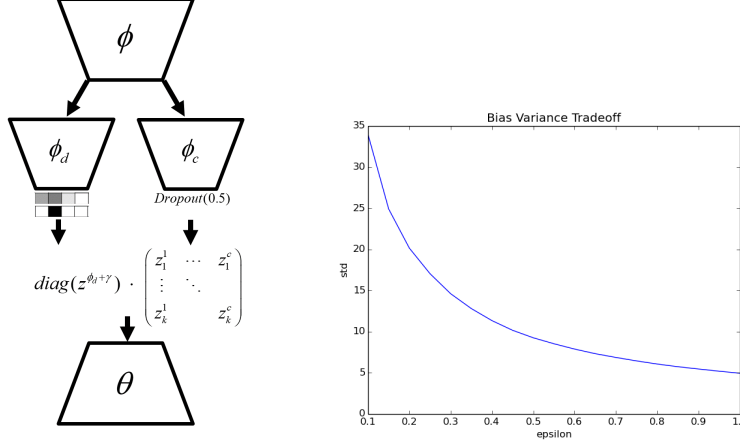 ϕ
ϕ_d
ϕ_c
Dropout(0.5)
diag(z^{ϕ_d+γ}) ·
z_1^1 ⋯ z_1^c
⋮ ⋱
z_k^1 z_k^c
θ
Bias Variance Tradeoff
35
30
25
20
15
10
5
0
std
0.1 0.2 0.3 0.4 0.5 0.6 0.7 0.8 0.9 1.
epsilon